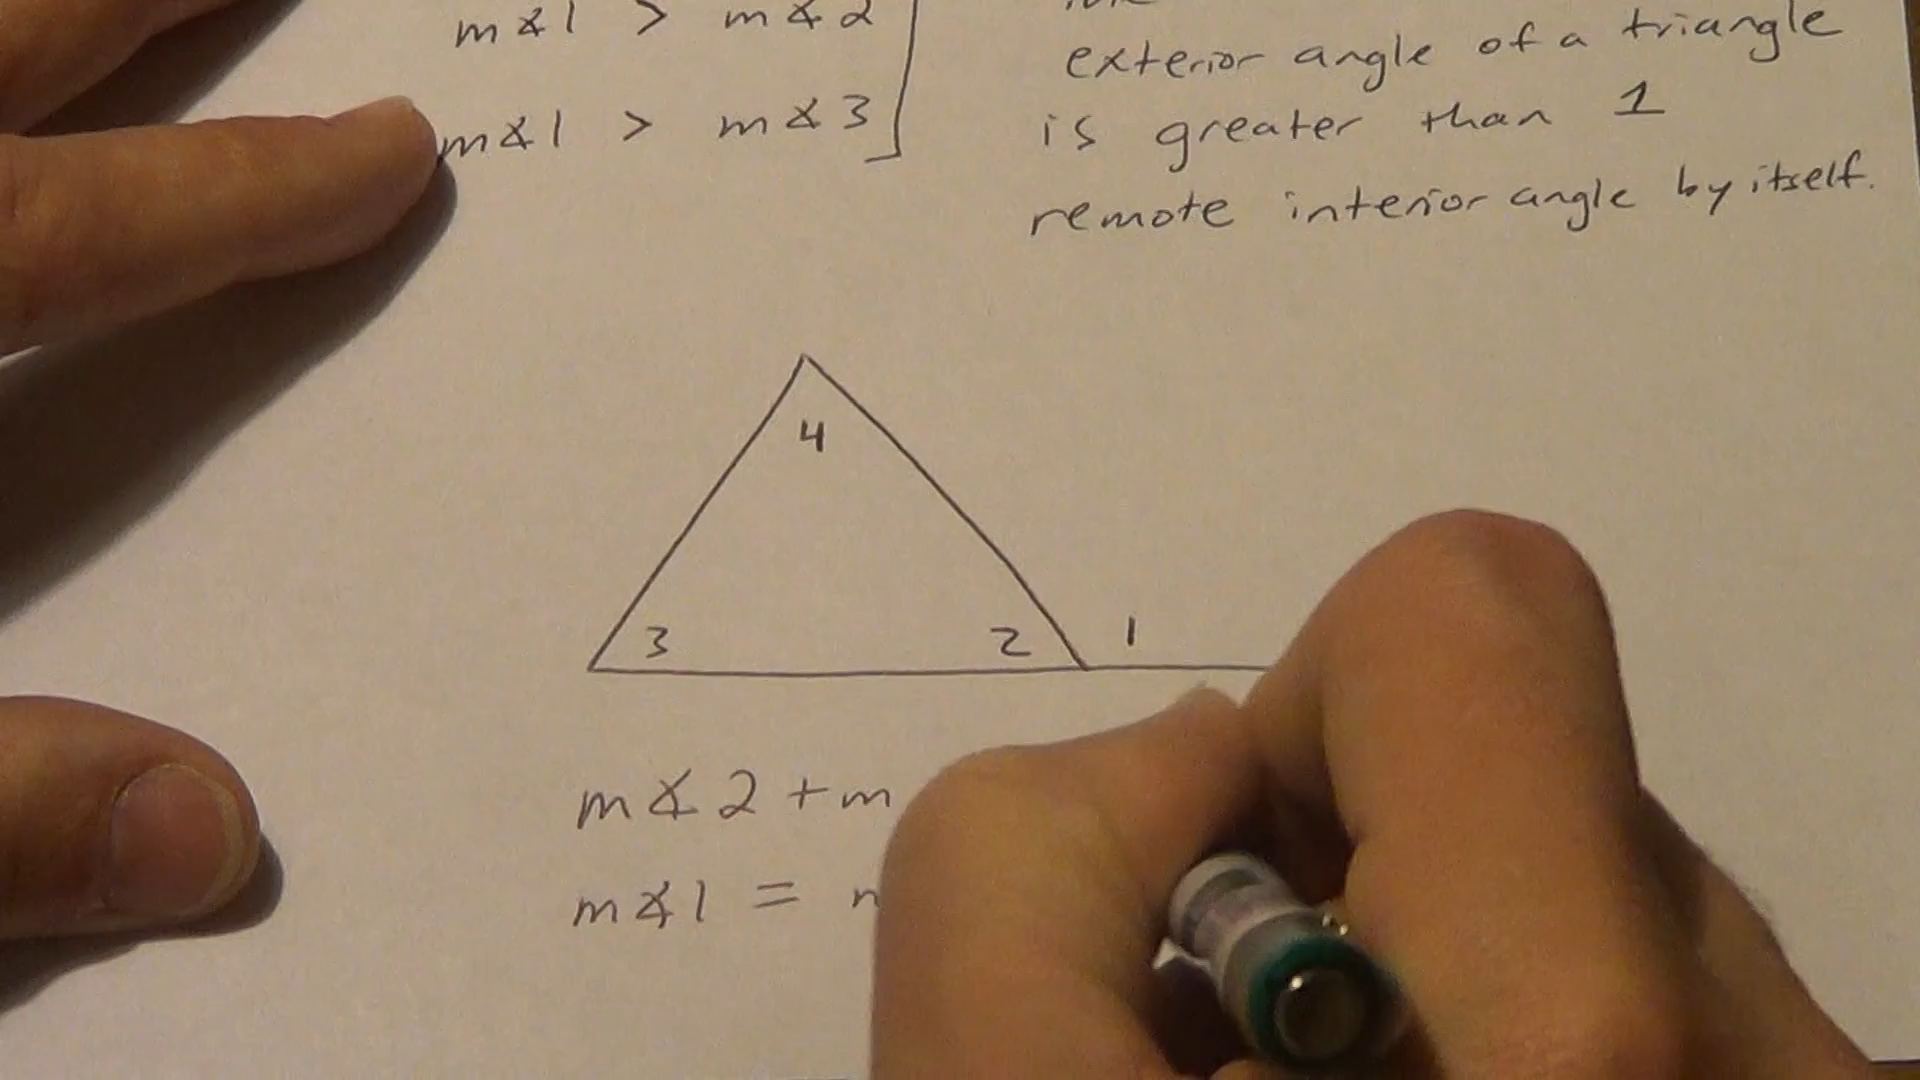 m∡1 > m∡2
m∡1 > m∡3
exterior angle of a triangle
is greater than 1
remote interior angle by itself.
4
3 2 1
m∡2 + m
m∡1 =